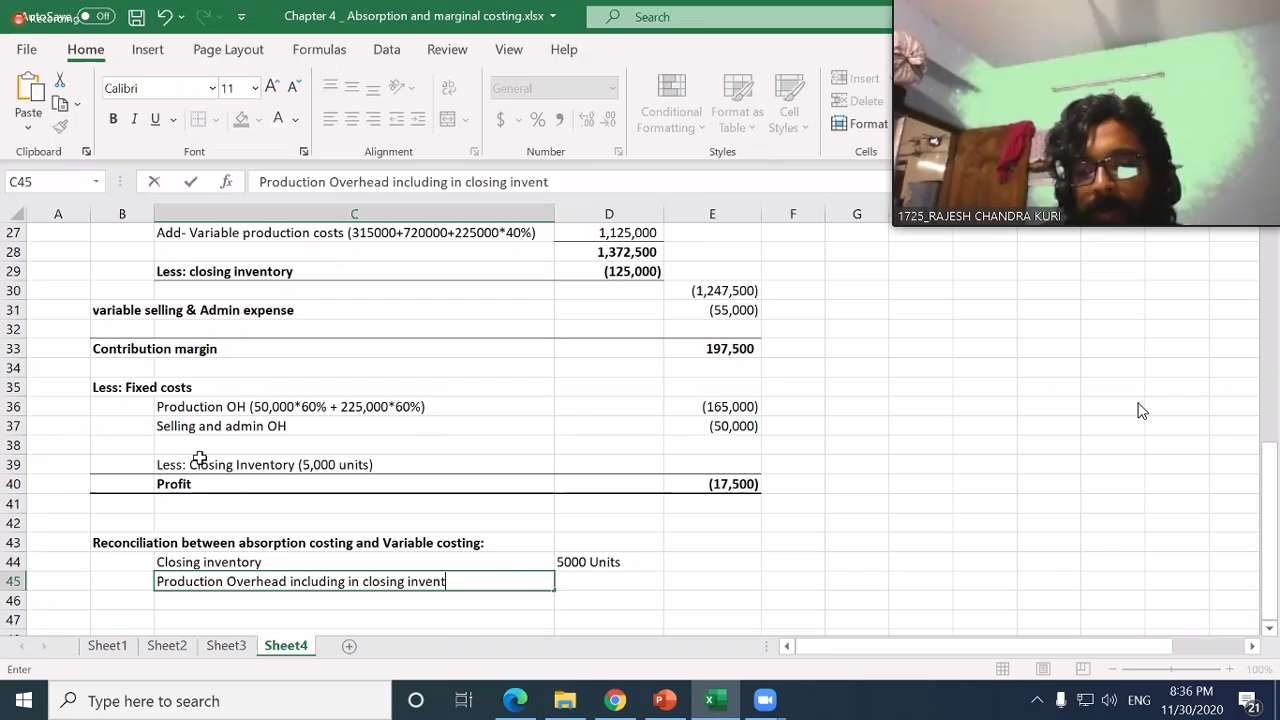 AutoSave Off Chapter 4 _ Absorption and marginal costing.xlsx Search
Recording
File Home Insert Page Layout Formulas Data Review View Help
Paste Calibri 11 General Conditional Formatting Format as Table Cell Styles Insert Delete Format
Clipboard Font Alignment Number Styles Cells
C45 Production Overhead including in closing invent
1725_RAJESH CHANDRA KURI
A B C D E F G H
27 Add- Variable production costs (315000+720000+225000*40%) 1,125,000
28 1,372,500
29 Less: closing inventory (125,000)
30 (1,247,500)
31 variable selling & Admin expense (55,000)
32
33 Contribution margin 197,500
34
35 Less: Fixed costs
36 Production OH (50,000*60% + 225,000*60%) (165,000)
37 Selling and admin OH (50,000)
38
39 Less: Closing Inventory (5,000 units)
40 Profit (17,500)
41
42
43 Reconciliation between absorption costing and Variable costing:
44 Closing inventory 5000 Units
45 Production Overhead including in closing invent
46
47
Sheet1 Sheet2 Sheet3 Sheet4
Enter 100%
Type here to search ENG 8:36 PM
11/30/2020 21